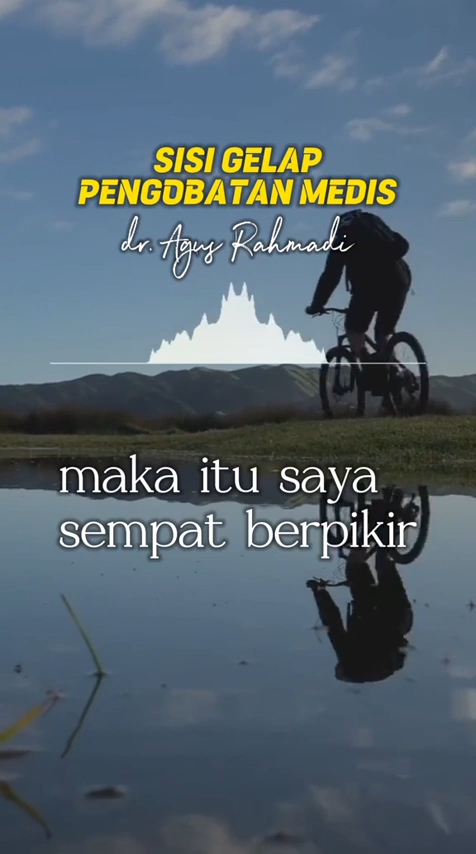 SISI GELAP
PENGOBATAN MEDIS
dr. Agus Rahmadi
maka itu saya
sempat berpikir